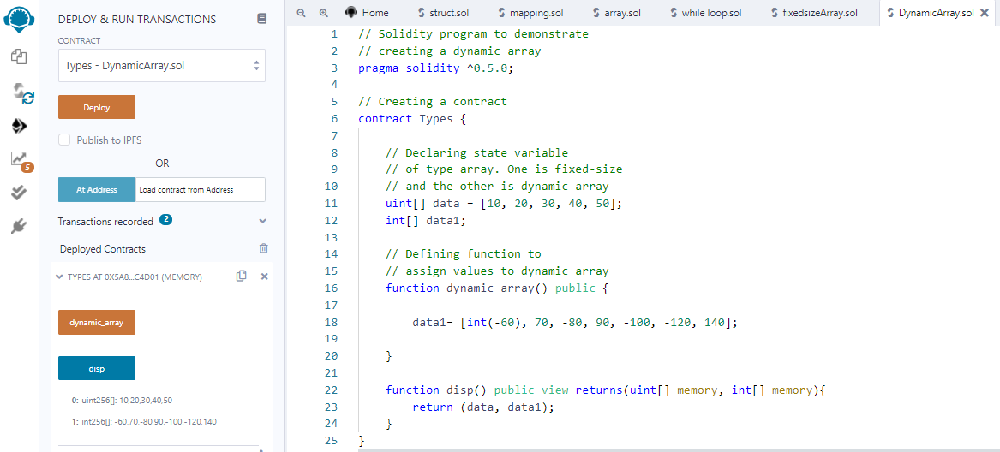 DEPLOY & RUN TRANSACTIONS
CONTRACT
Types - DynamicArray.sol
Deploy
Publish to IPFS
OR
At Address
Load contract from Address
Transactions recorded 2
Deployed Contracts
TYPES AT 0X5A8...C4D01 (MEMORY)
dynamic_array
disp
0: uint256[]: 10,20,30,40,50
1: int256[]: -60,70,-80,90,-100,-120,140
5
Home
struct.sol
mapping.sol
array.sol
while loop.sol
fixedsizeArray.sol
DynamicArray.sol
1 // Solidity program to demonstrate
2 // creating a dynamic array
3 pragma solidity ^0.5.0;
4
5 // Creating a contract
6 contract Types {
7
8 // Declaring state variable
9 // of type array. One is fixed-size
10 // and the other is dynamic array
11 uint[] data = [10, 20, 30, 40, 50];
12 int[] data1;
13
14 // Defining function to
15 // assign values to dynamic array
16 function dynamic_array() public {
17
18 data1= [int(-60), 70, -80, 90, -100, -120, 140];
19
20 }
21
22 function disp() public view returns(uint[] memory, int[] memory){
23 return (data, data1);
24 }
25 }